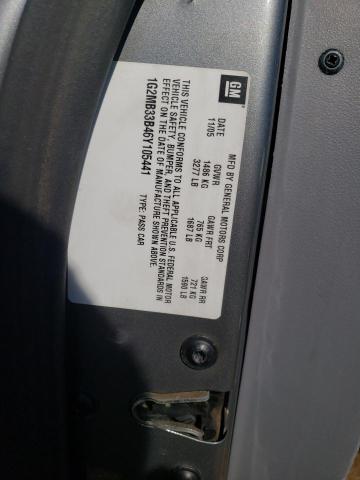 GM
MFD BY GENERAL MOTORS CORP
DATE GVWR GAWR FRT GAWR RR
11/05 1486 KG 765 KG 721 KG
3277 LB 1687 LB 1590 LB
THIS VEHICLE CONFORMS TO ALL APPLICABLE U.S. FEDERAL MOTOR
VEHICLE SAFETY, BUMPER, AND THEFT PREVENTION STANDARDS IN
EFFECT ON THE DATE OF MANUFACTURE SHOWN ABOVE.
1G2MB33B46Y105441 TYPE: PASS CAR